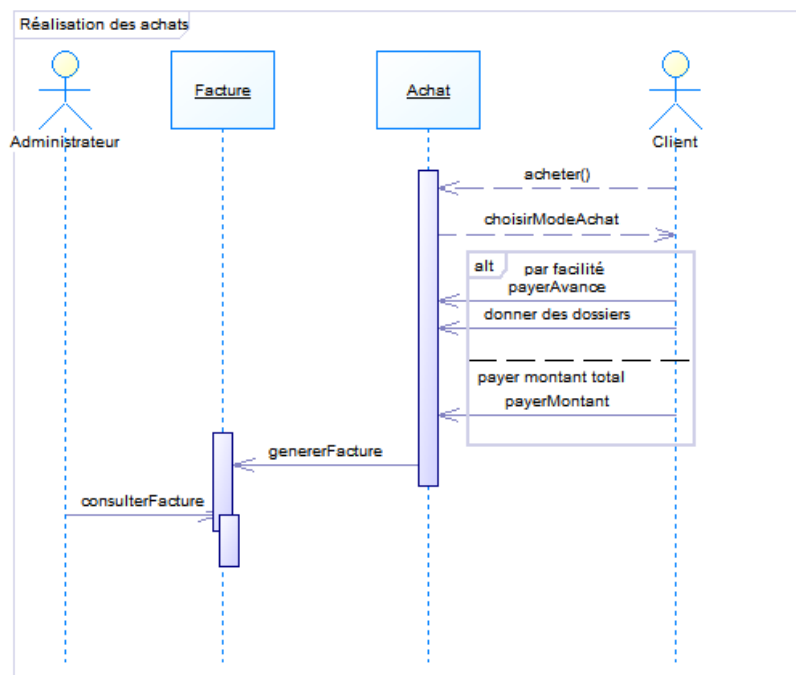 Réalisation des achats
Facture
Achat
Administrateur
Client
acheter()
choisirModeAchat
alt
par facilité
payerAvance
donner des dossiers
payer montant total
payerMontant
genererFacture
consulterFacture